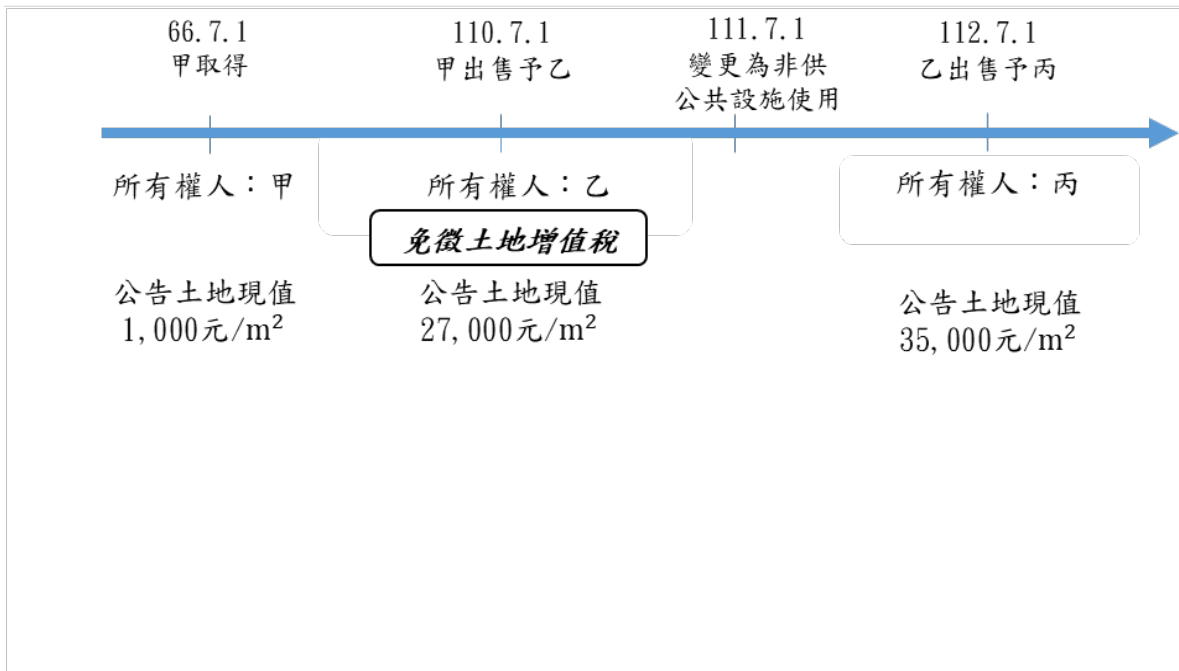 66.7.1
甲取得
110.7.1
甲出售予乙
111.7.1
變更為非供
公共設施使用
112.7.1
乙出售予丙
所有權人：甲
所有權人：乙
所有權人：丙
免徵土地增值稅
公告土地現值
1,000元/m²
公告土地現值
27,000元/m²
公告土地現值
35,000元/m²